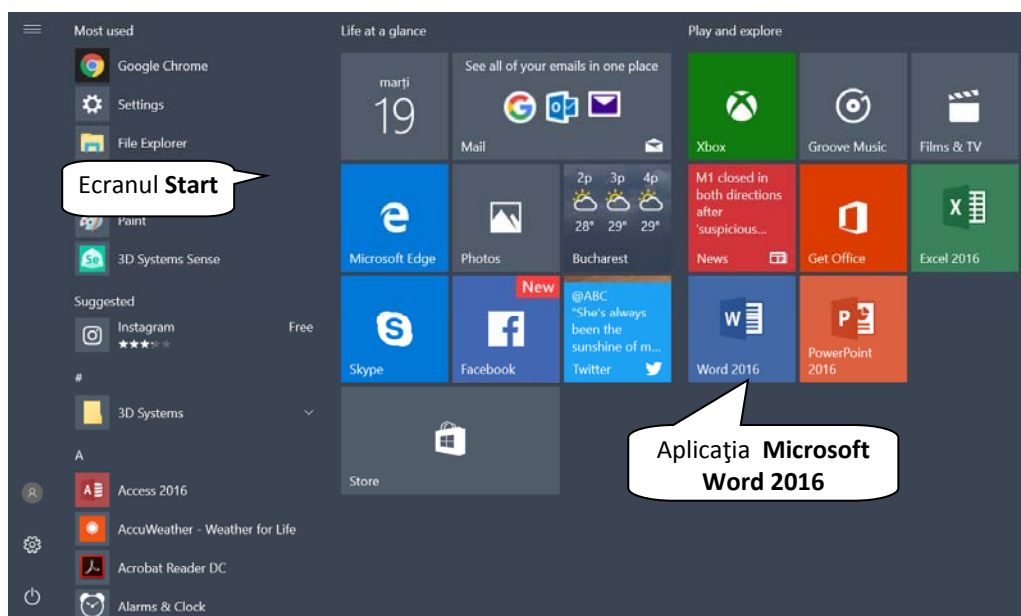 Most used
Google Chrome
Settings
File Explorer
Ecranul Start
Paint
3D Systems Sense
Suggested
Instagram Free
#
3D Systems
A
Access 2016
AccuWeather - Weather for Life
Acrobat Reader DC
Alarms & Clock
Life at a glance
marți
19
See all of your emails in one place
Mail
Microsoft Edge
Photos
2p 3p 4p
28° 29° 29°
Bucharest
Skype
New
Facebook
@ABC
"She's always
been the
sunshine of m...
Twitter
Store
Play and explore
Xbox
Groove Music
Films & TV
M1 closed in
both directions
after
'suspicious...
News
Get Office
Excel 2016
Word 2016
PowerPoint
2016
Aplicaţia Microsoft
Word 2016